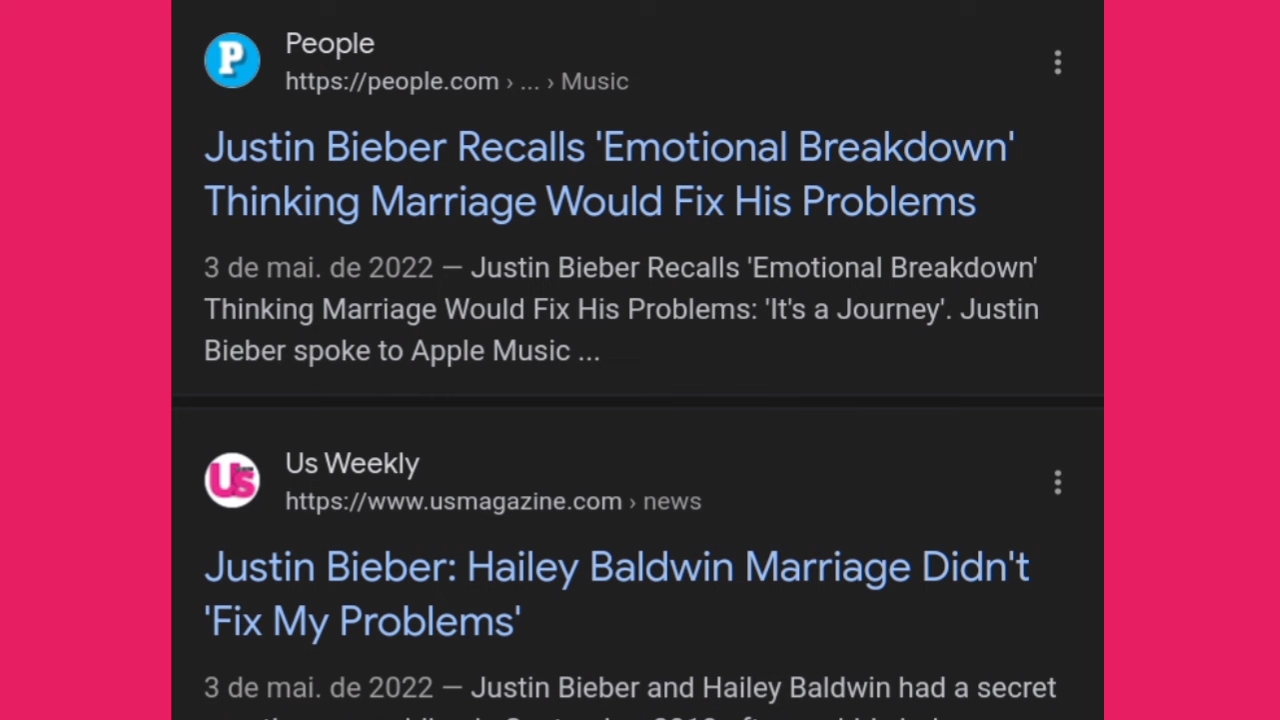 P
People
https://people.com › ... › Music
Justin Bieber Recalls 'Emotional Breakdown'
Thinking Marriage Would Fix His Problems
3 de mai. de 2022 — Justin Bieber Recalls 'Emotional Breakdown'
Thinking Marriage Would Fix His Problems: 'It's a Journey'. Justin
Bieber spoke to Apple Music ...
Us
Us Weekly
https://www.usmagazine.com › news
Justin Bieber: Hailey Baldwin Marriage Didn't
'Fix My Problems'
3 de mai. de 2022 — Justin Bieber and Hailey Baldwin had a secret